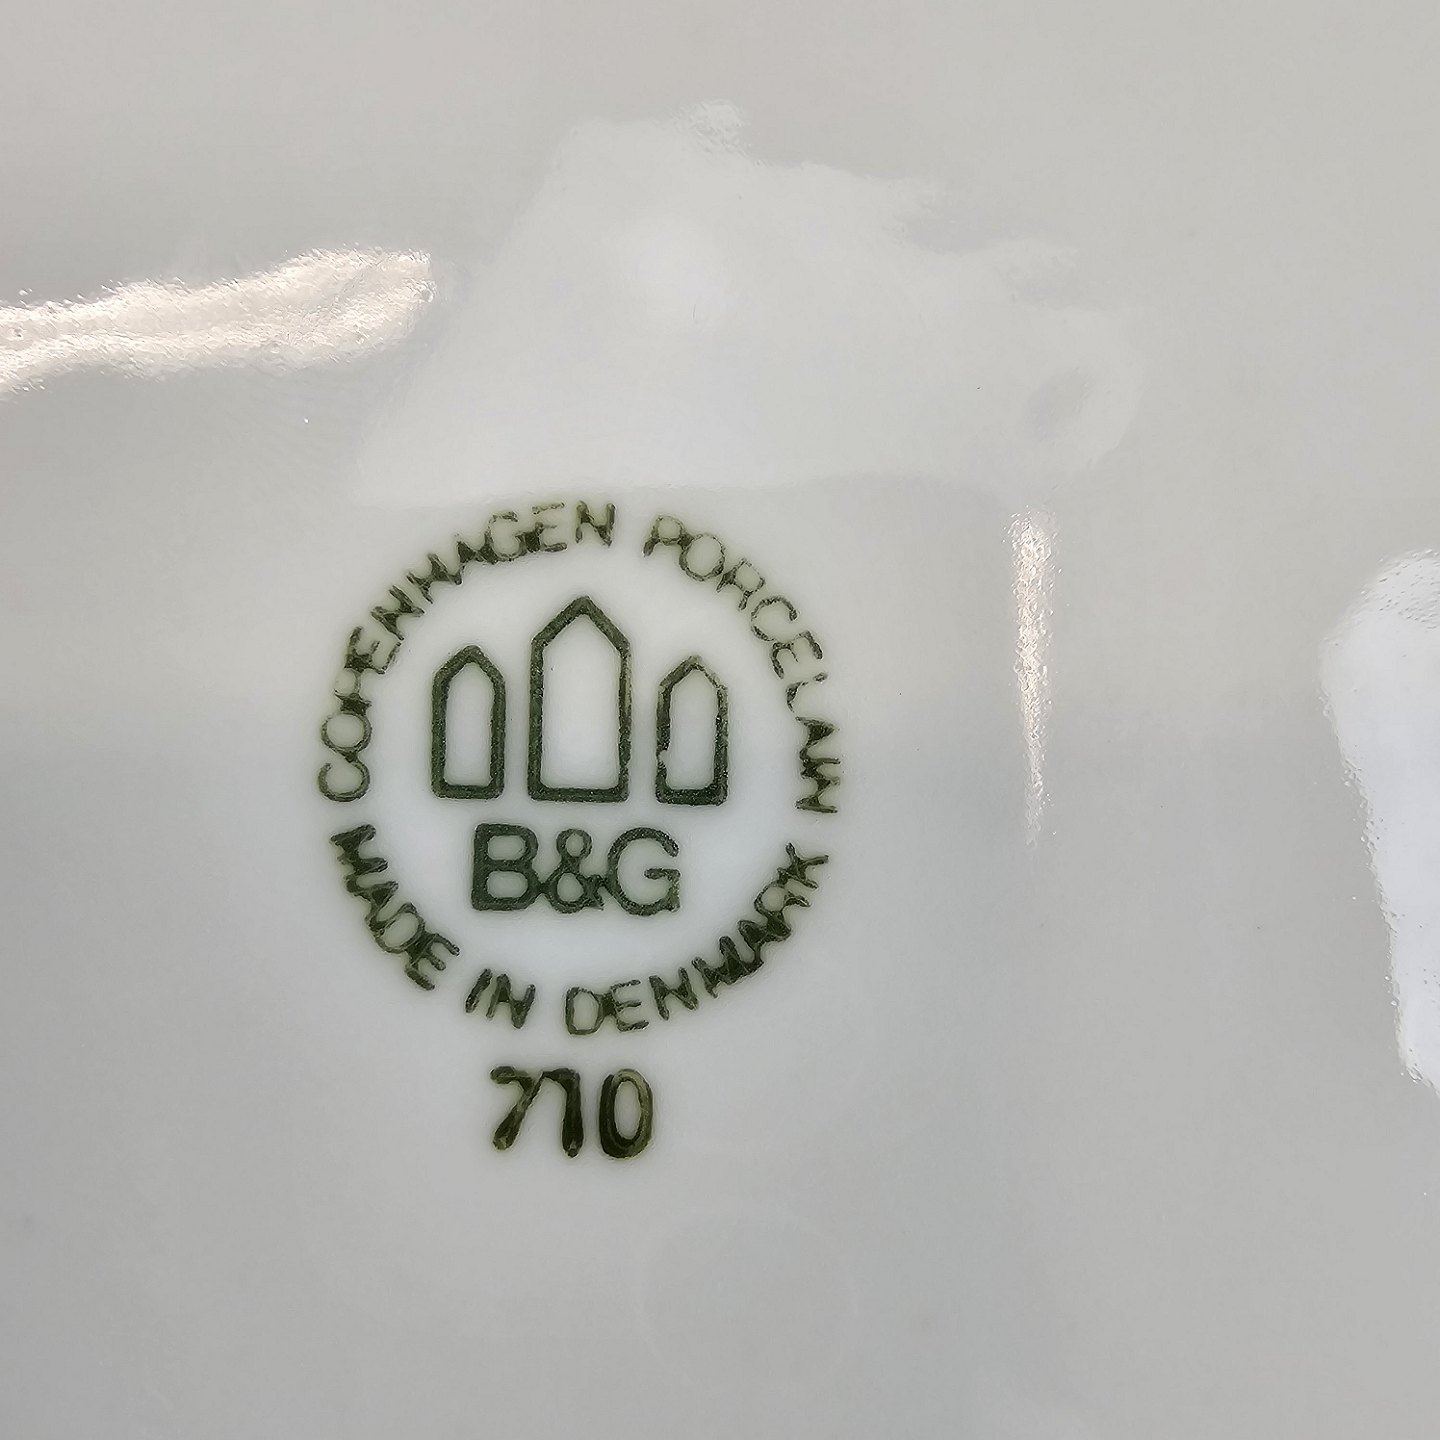 COPENHAGEN PORCELAIN
B&G
MADE IN DENMARK
710